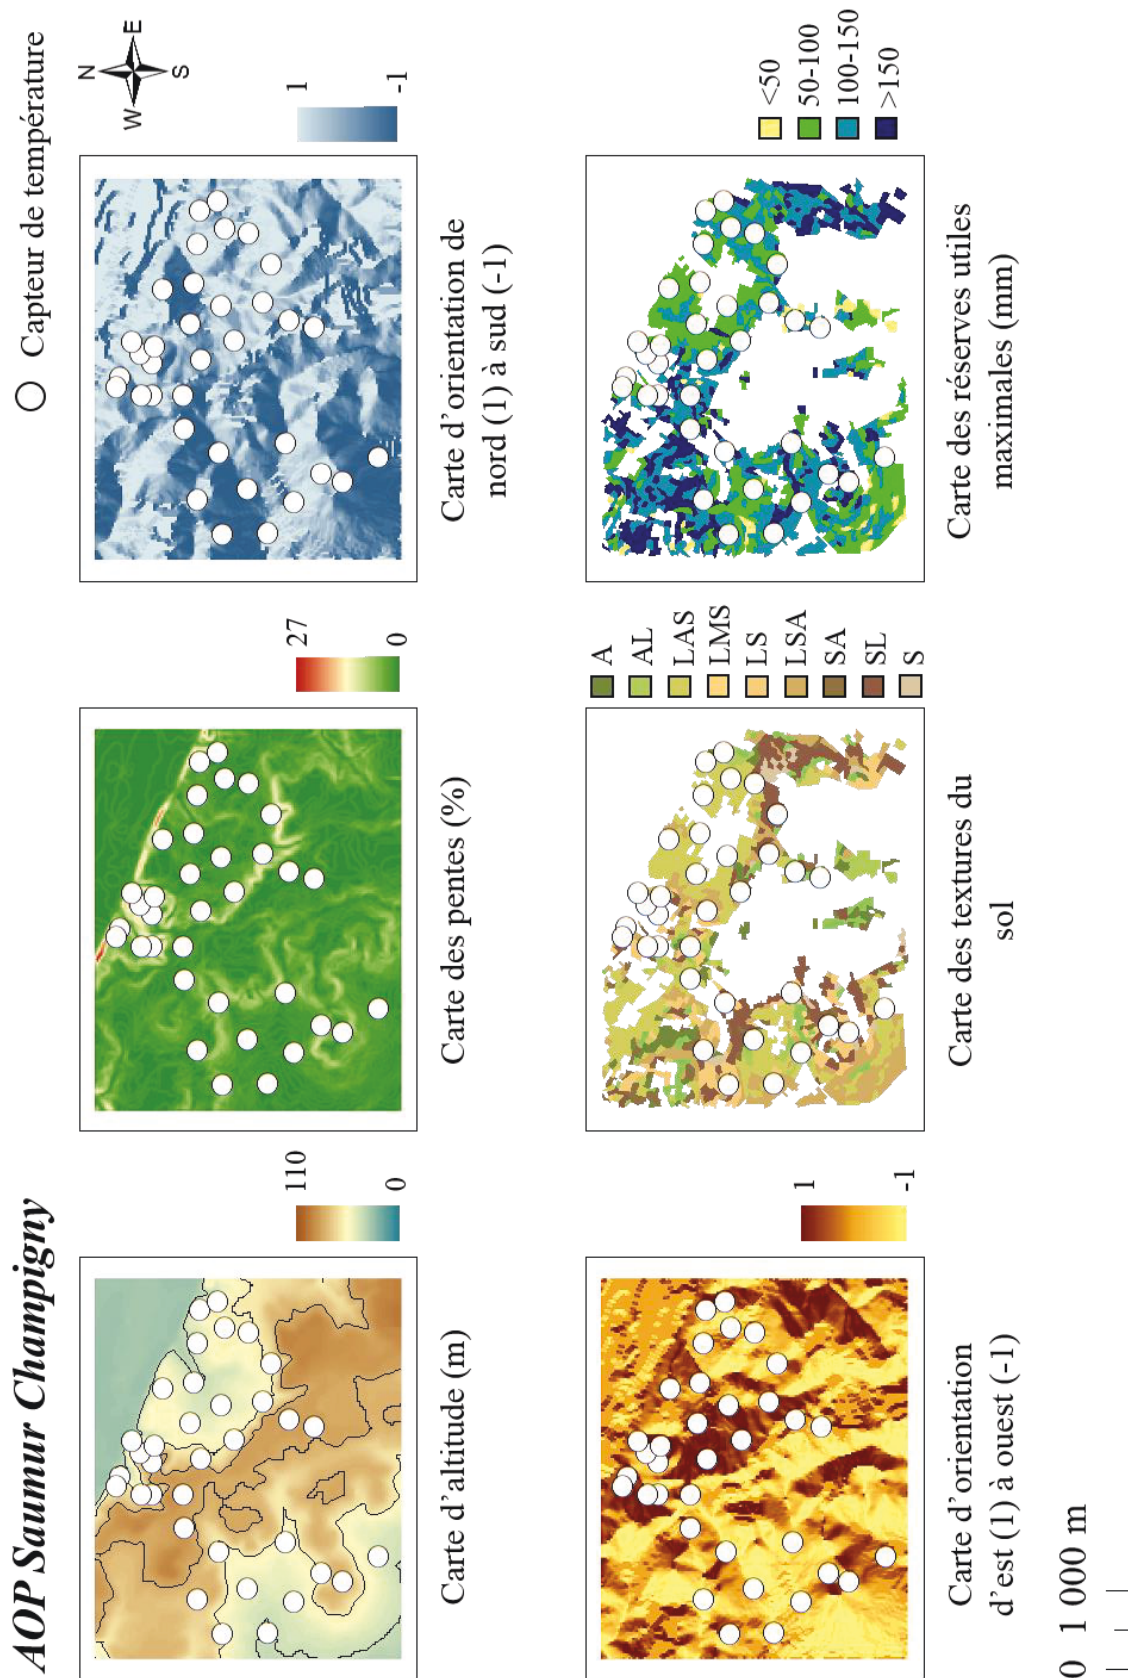 AOP Saumur Champigny
Capteur de température
N
E
W
S
110
0
Carte d'altitude (m)
27
0
Carte des pentes (%)
1
-1
Carte d'orientation de
nord (1) à sud (-1)
1
-1
Carte d'orientation
d'est (1) à ouest (-1)
A
AL
LAS
LMS
LS
LSA
SA
SL
S
Carte des textures du
sol
<50
50-100
100-150
>150
Carte des réserves utiles
maximales (mm)
0 1 000 m